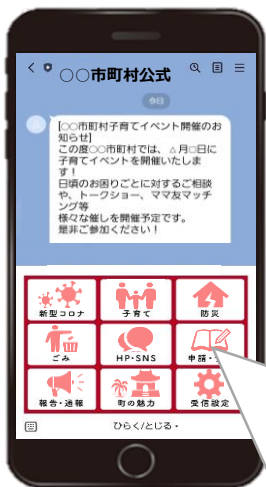 ○○市町村公式
今日
[○○市町村子育てイベント開催のお
知らせ]
この度○○市町村では、△月□日に
子育てイベントを開催いたしま
す！
日頃のお困りごとに対するご相談
や、トークショー、ママ友マッチ
ング等
様々な催しを開催予定です。
是非ご参加ください！
新型コロナ
子育て
防災
ごみ
HP・SNS
申請・
報告・通報
町の魅力
受信設定
ひらく/とじる